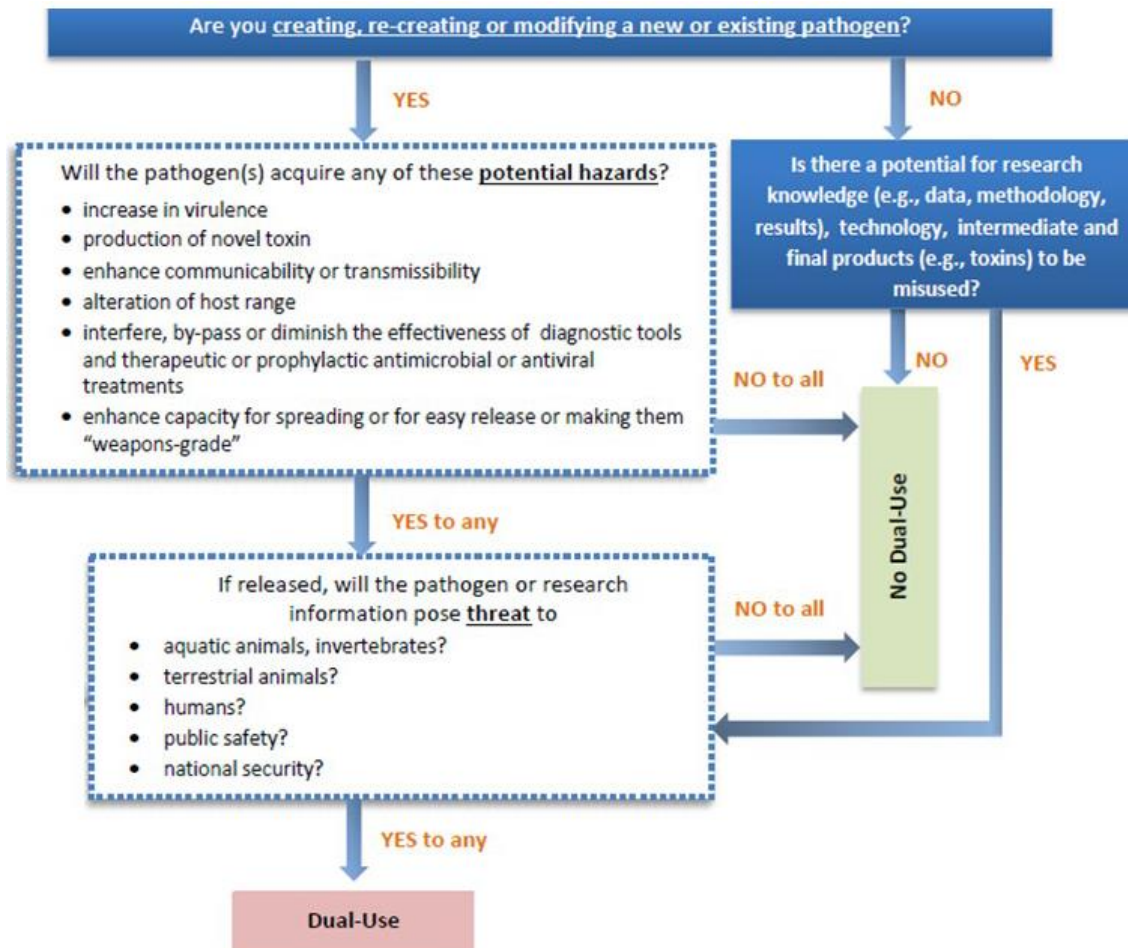 Are you creating, re-creating or modifying a new or existing pathogen?
YES
NO
Will the pathogen(s) acquire any of these potential hazards?
• increase in virulence
• production of novel toxin
• enhance communicability or transmissibility
• alteration of host range
• interfere, by-pass or diminish the effectiveness of diagnostic tools
and therapeutic or prophylactic antimicrobial or antiviral
treatments
• enhance capacity for spreading or for easy release or making them
“weapons-grade”
Is there a potential for research
knowledge (e.g., data, methodology,
results), technology, intermediate and
final products (e.g., toxins) to be
misused?
NO to all
NO
YES
YES to any
No Dual-Use
If released, will the pathogen or research
information pose threat to
• aquatic animals, invertebrates?
• terrestrial animals?
• humans?
• public safety?
• national security?
NO to all
YES to any
Dual-Use